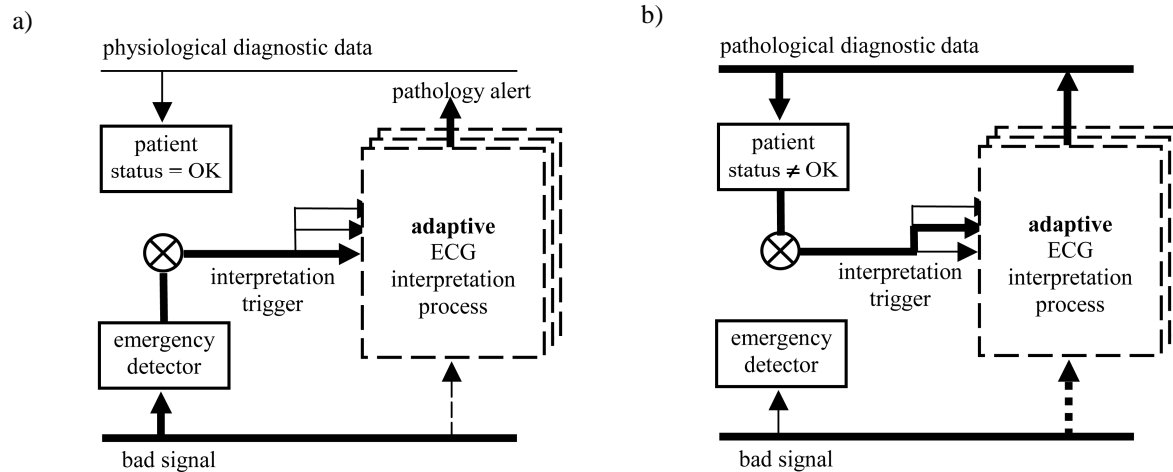 a)
physiological diagnostic data
pathology alert
patient
status = OK
adaptive
ECG
interpretation
process
interpretation
trigger
emergency
detector
bad signal
b)
pathological diagnostic data
patient
status ≠ OK
adaptive
ECG
interpretation
process
interpretation
trigger
emergency
detector
bad signal